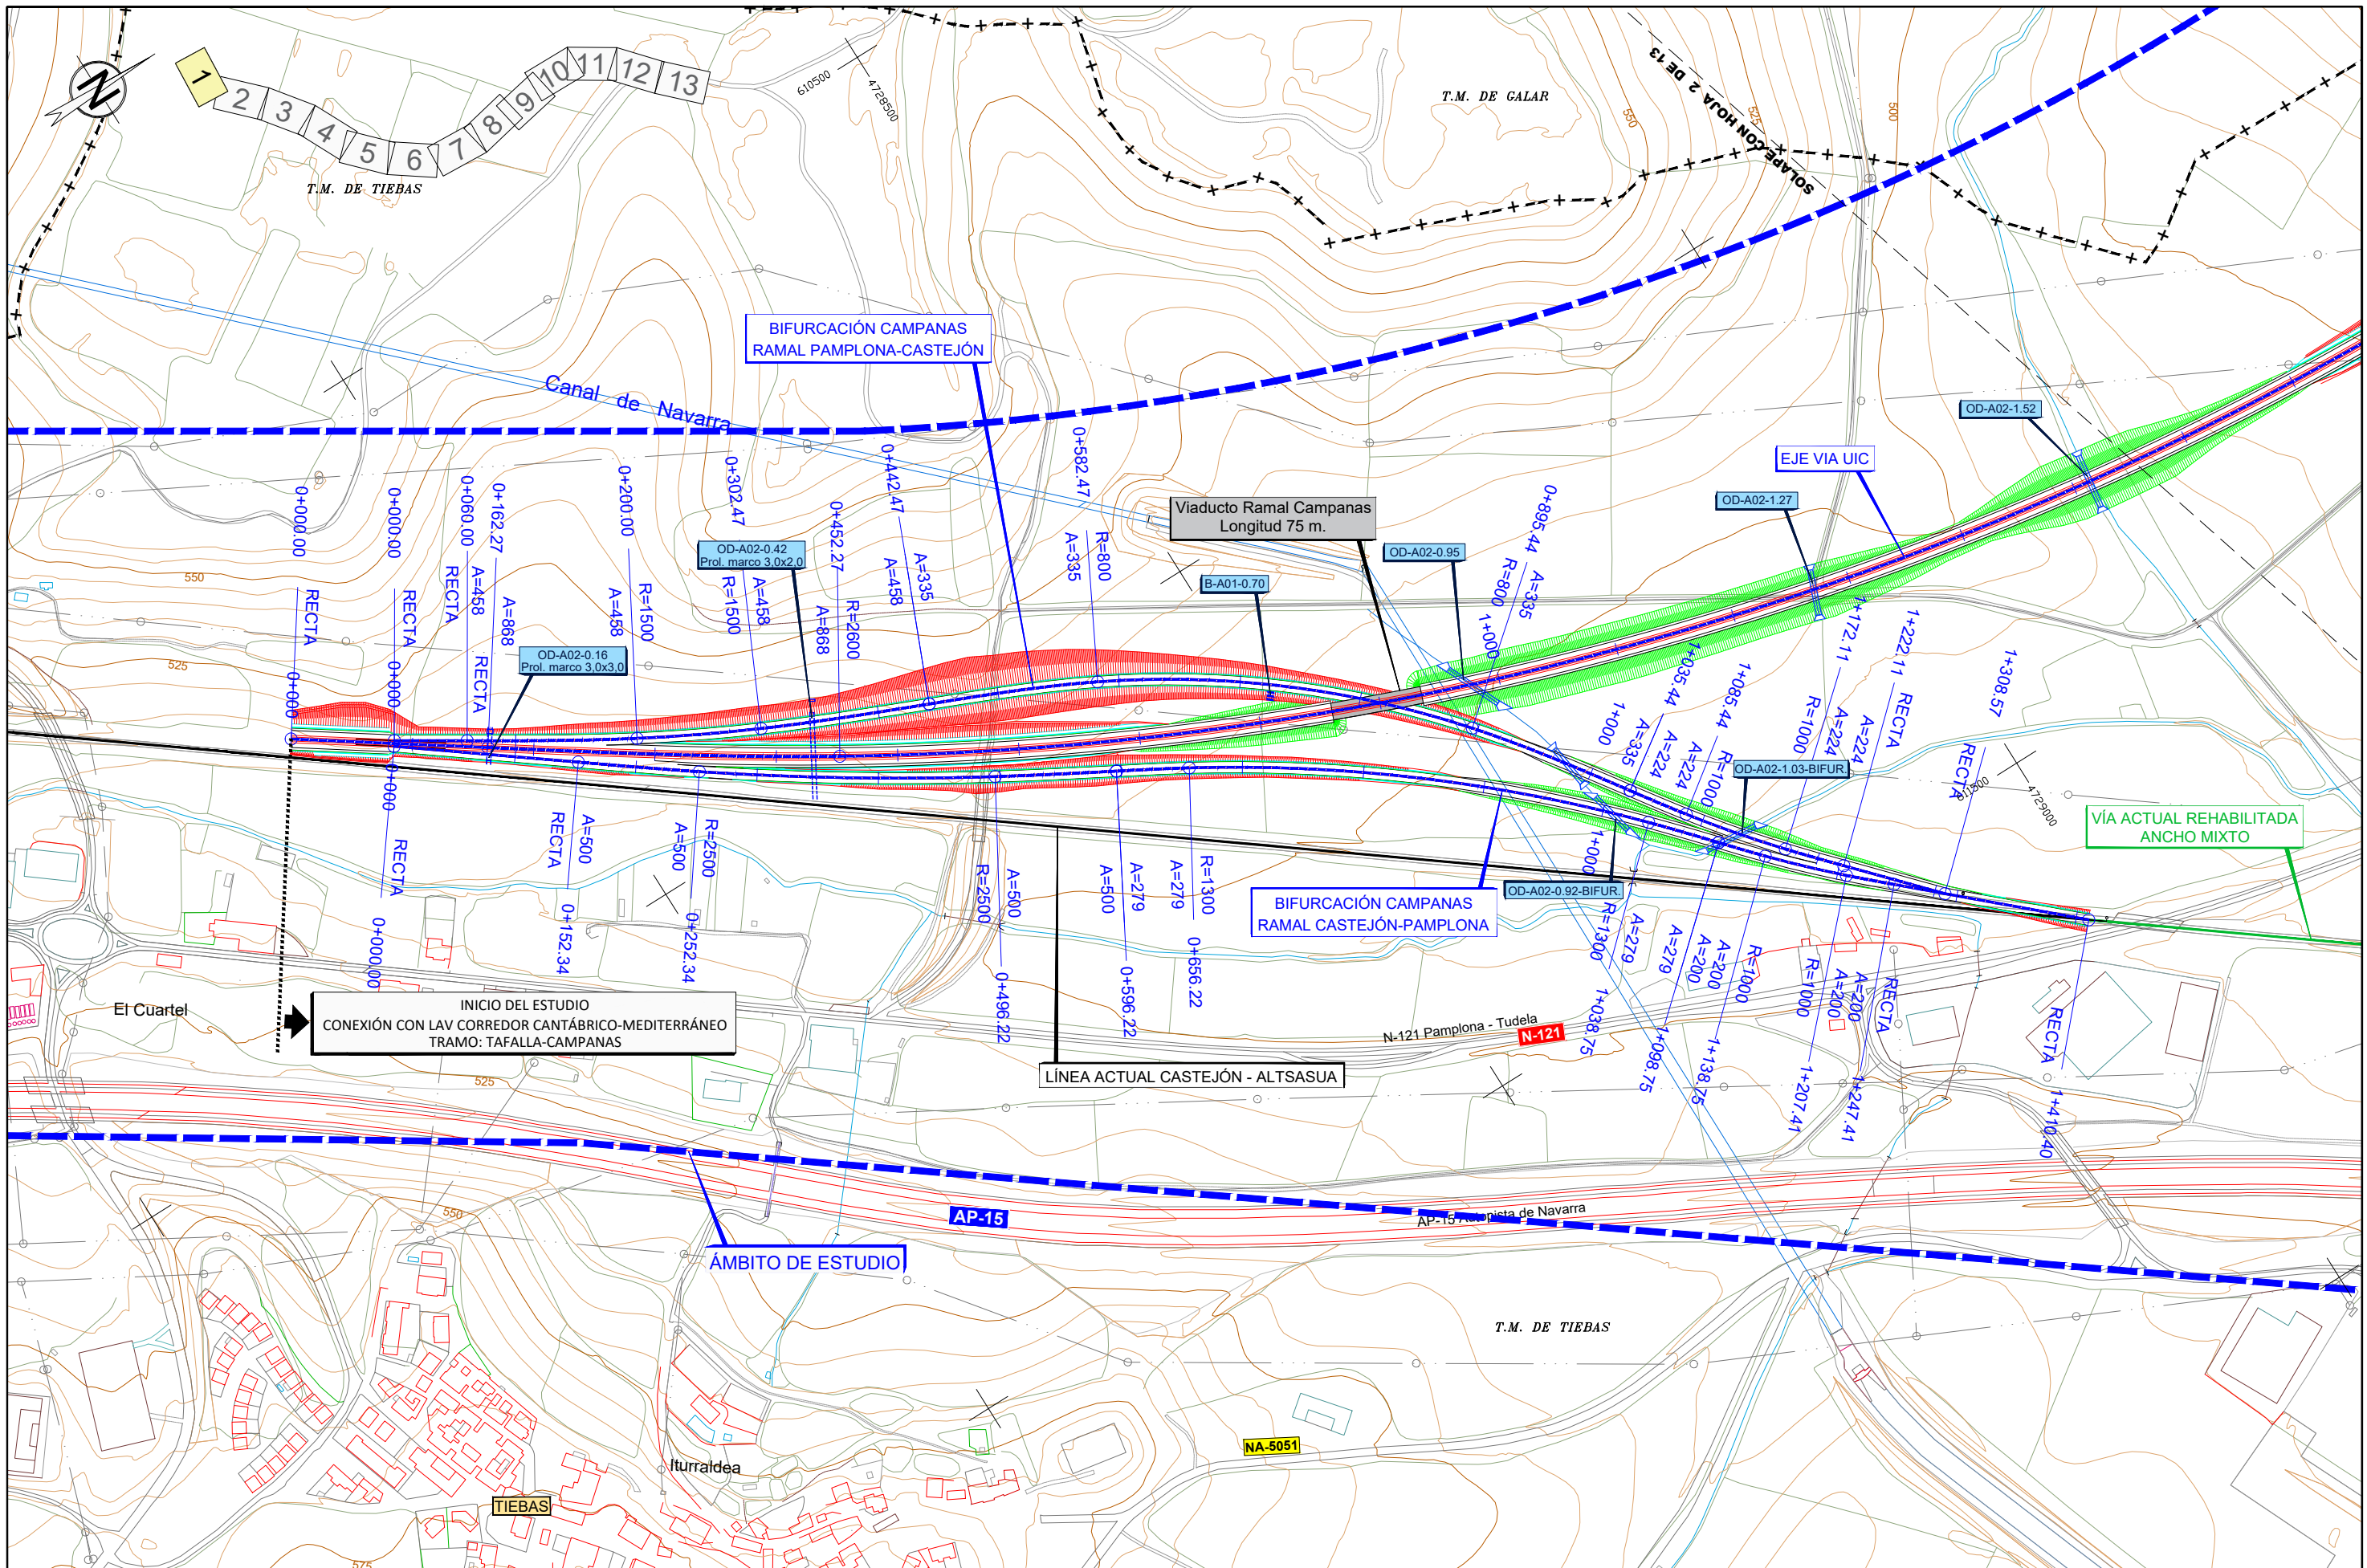 1
2
3
4
5
6
7
8
9
10
11
12
13
T.M. DE TIEBAS
610500
4728500
T.M. DE GALAR
SOLAPE CON HOJA 2 DE 13
550
525
500
BIFURCACIÓN CAMPANAS
RAMAL PAMPLONA-CASTEJÓN
Canal de Navarra
EJE VIA UIC
OD-A02-1.52
OD-A02-1.27
Viaducto Ramal Campanas
Longitud 75 m.
OD-A02-0.95
B-A01-0.70
OD-A02-0.42
Prol. marco 3,0x2,0
OD-A02-0.16
Prol. marco 3,0x3,0
550
525
0+000.00
RECTA
0+000
0+000.00
RECTA
0+000
0+060.00
RECTA
A=458
0+162.27
RECTA
A=868
0+200.00
A=458
R=1500
0+302.47
R=1500
A=458
0+452.27
A=868
R=2600
0+442.47
A=458
A=335
0+582.47
A=335
R=800
0+895.44
R=800
A=335
1+000
1+000
1+035.44
A=335
A=224
1+085.44
A=224
R=1000
1+172.11
R=1000
A=224
1+222.11
A=224
RECTA
1+308.57
RECTA
611500
4729000
OD-A02-1.03-BIFUR.
OD-A02-0.92-BIFUR.
VÍA ACTUAL REHABILITADA
ANCHO MIXTO
BIFURCACIÓN CAMPANAS
RAMAL CASTEJÓN-PAMPLONA
0+000
RECTA
0+000.00
RECTA
A=500
0+152.34
A=500
R=2500
0+252.34
R=2500
A=500
0+496.22
A=500
A=279
0+596.22
A=279
R=1300
0+656.22
1+000
R=1300
A=279
1+038.75
A=279
A=200
1+098.75
A=200
R=1000
1+138.75
R=1000
A=200
1+207.41
A=200
RECTA
1+247.41
RECTA
1+410.40
El Cuartel
INICIO DEL ESTUDIO
CONEXIÓN CON LAV CORREDOR CANTÁBRICO-MEDITERRÁNEO
TRAMO: TAFALLA-CAMPANAS
N-121 Pamplona - Tudela
N-121
LÍNEA ACTUAL CASTEJÓN - ALTSASUA
525
550
AP-15
AP-15 Autopista de Navarra
ÁMBITO DE ESTUDIO
T.M. DE TIEBAS
NA-5051
Iturraldea
TIEBAS
575
N